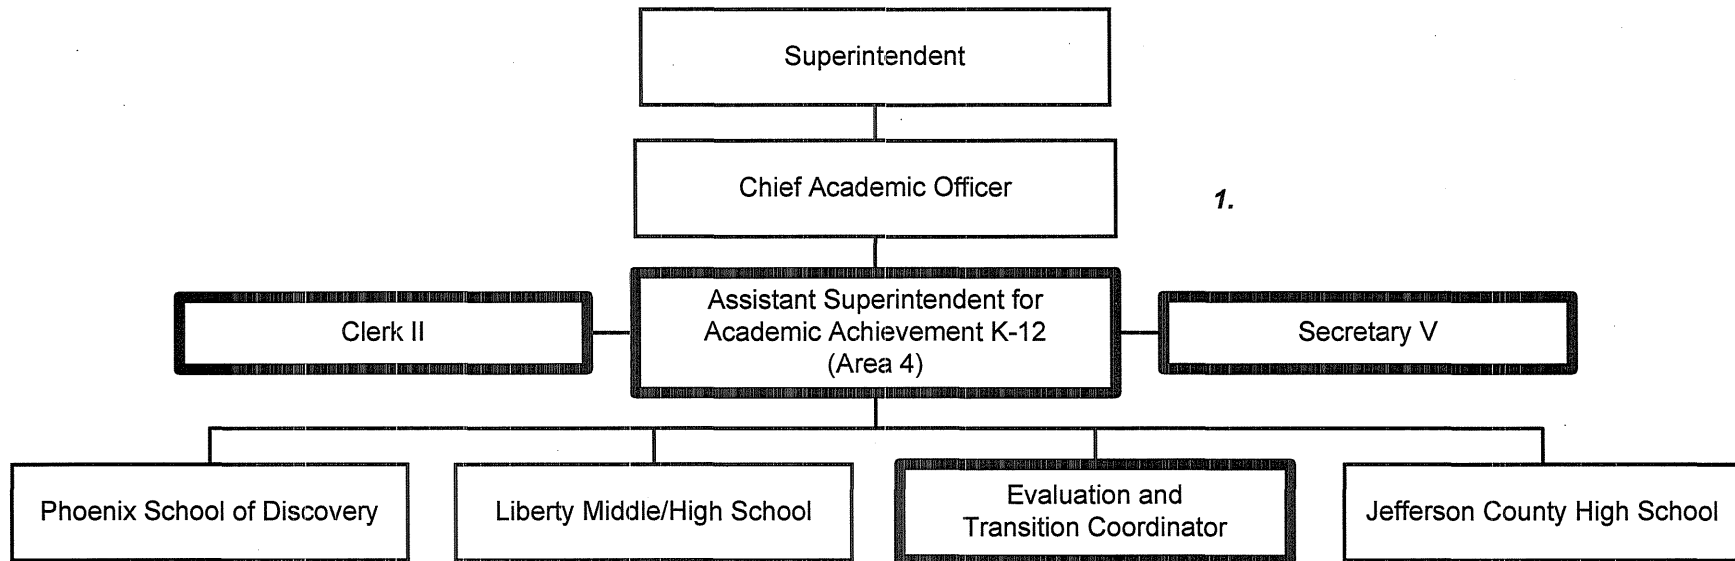 Superintendent
Chief Academic Officer
1.
Clerk II
Assistant Superintendent for
Academic Achievement K-12
(Area 4)
Secretary V
Phoenix School of Discovery
Liberty Middle/High School
Evaluation and
Transition Coordinator
Jefferson County High School